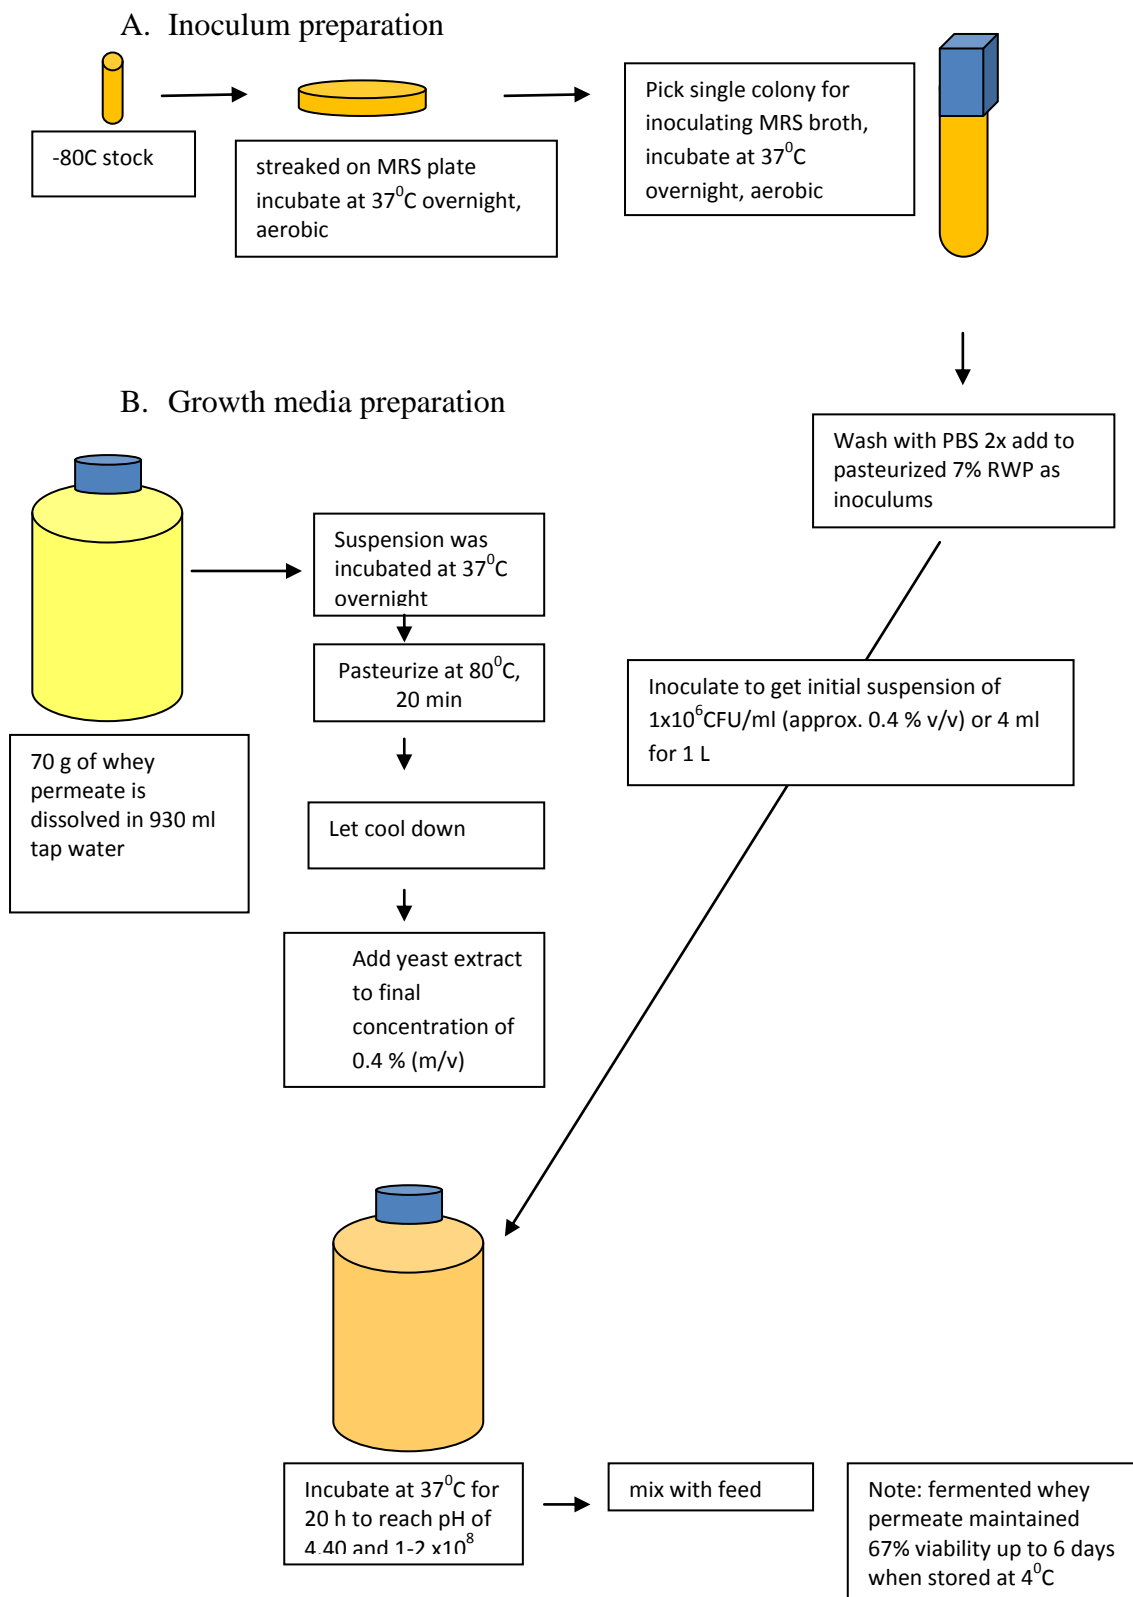 A. Inoculum preparation
-80C stock
streaked on MRS plate
incubate at 37⁰C overnight,
aerobic
Pick single colony for
inoculating MRS broth,
incubate at 37⁰C
overnight, aerobic
Wash with PBS 2x add to
pasteurized 7% RWP as
inoculums
B. Growth media preparation
70 g of whey
permeate is
dissolved in 930 ml
tap water
Suspension was
incubated at 37⁰C
overnight
Pasteurize at 80⁰C,
20 min
Let cool down
Add yeast extract
to final
concentration of
0.4 % (m/v)
Inoculate to get initial suspension of
1x10⁶CFU/ml (approx. 0.4 % v/v) or 4 ml
for 1 L
Incubate at 37⁰C for
20 h to reach pH of
4.40 and 1-2 x10⁸
mix with feed
Note: fermented whey
permeate maintained
67% viability up to 6 days
when stored at 4⁰C